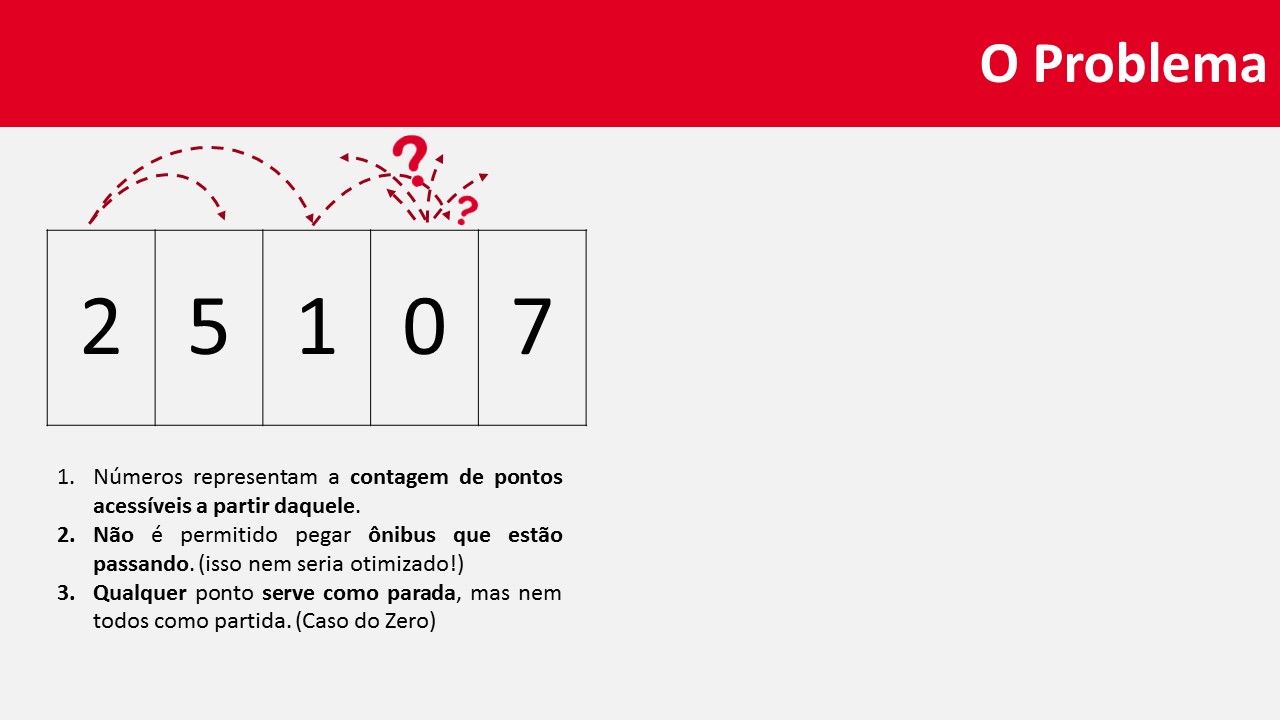 O Problema
? ?
2 5 1 0 7
1. Números representam a contagem de pontos
acessíveis a partir daquele.
2. Não é permitido pegar ônibus que estão
passando. (isso nem seria otimizado!)
3. Qualquer ponto serve como parada, mas nem
todos como partida. (Caso do Zero)